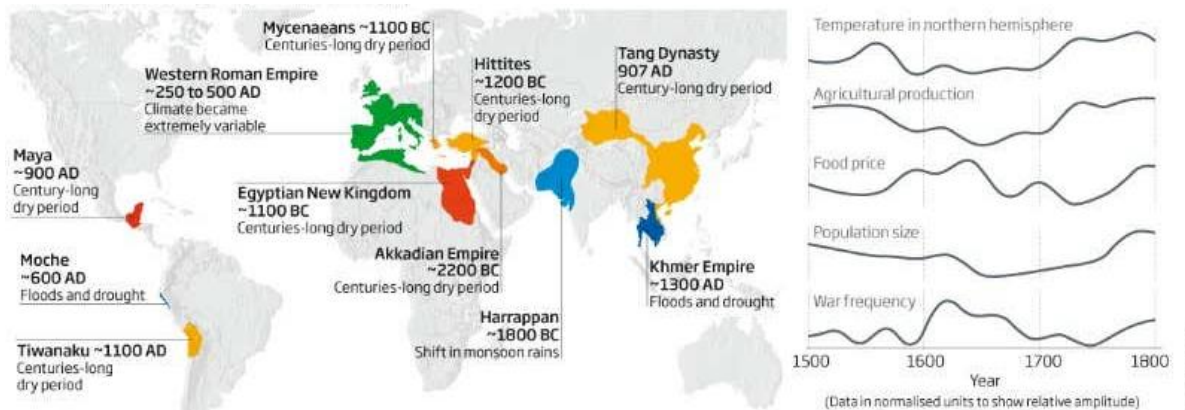 Mycenaeans ~1100 BC
Centuries-long dry period
Western Roman Empire
~250 to 500 AD
Climate became
extremely variable
Hittites
~1200 BC
Centuries-long
dry period
Tang Dynasty
907 AD
Century-long dry period
Maya
~900 AD
Century-long
dry period
Egyptian New Kingdom
~1100 BC
Centuries-long dry period
Akkadian Empire
~2200 BC
Centuries-long dry period
Moche
~600 AD
Floods and drought
Khmer Empire
~1300 AD
Floods and drought
Harrappan
~1800 BC
Shift in monsoon rains
Tiwanaku ~1100 AD
Centuries-long
dry period
Temperature in northern hemisphere
Agricultural production
Food price
Population size
War frequency
1500 1600 1700 1800
Year
(Data in normalised units to show relative amplitude)